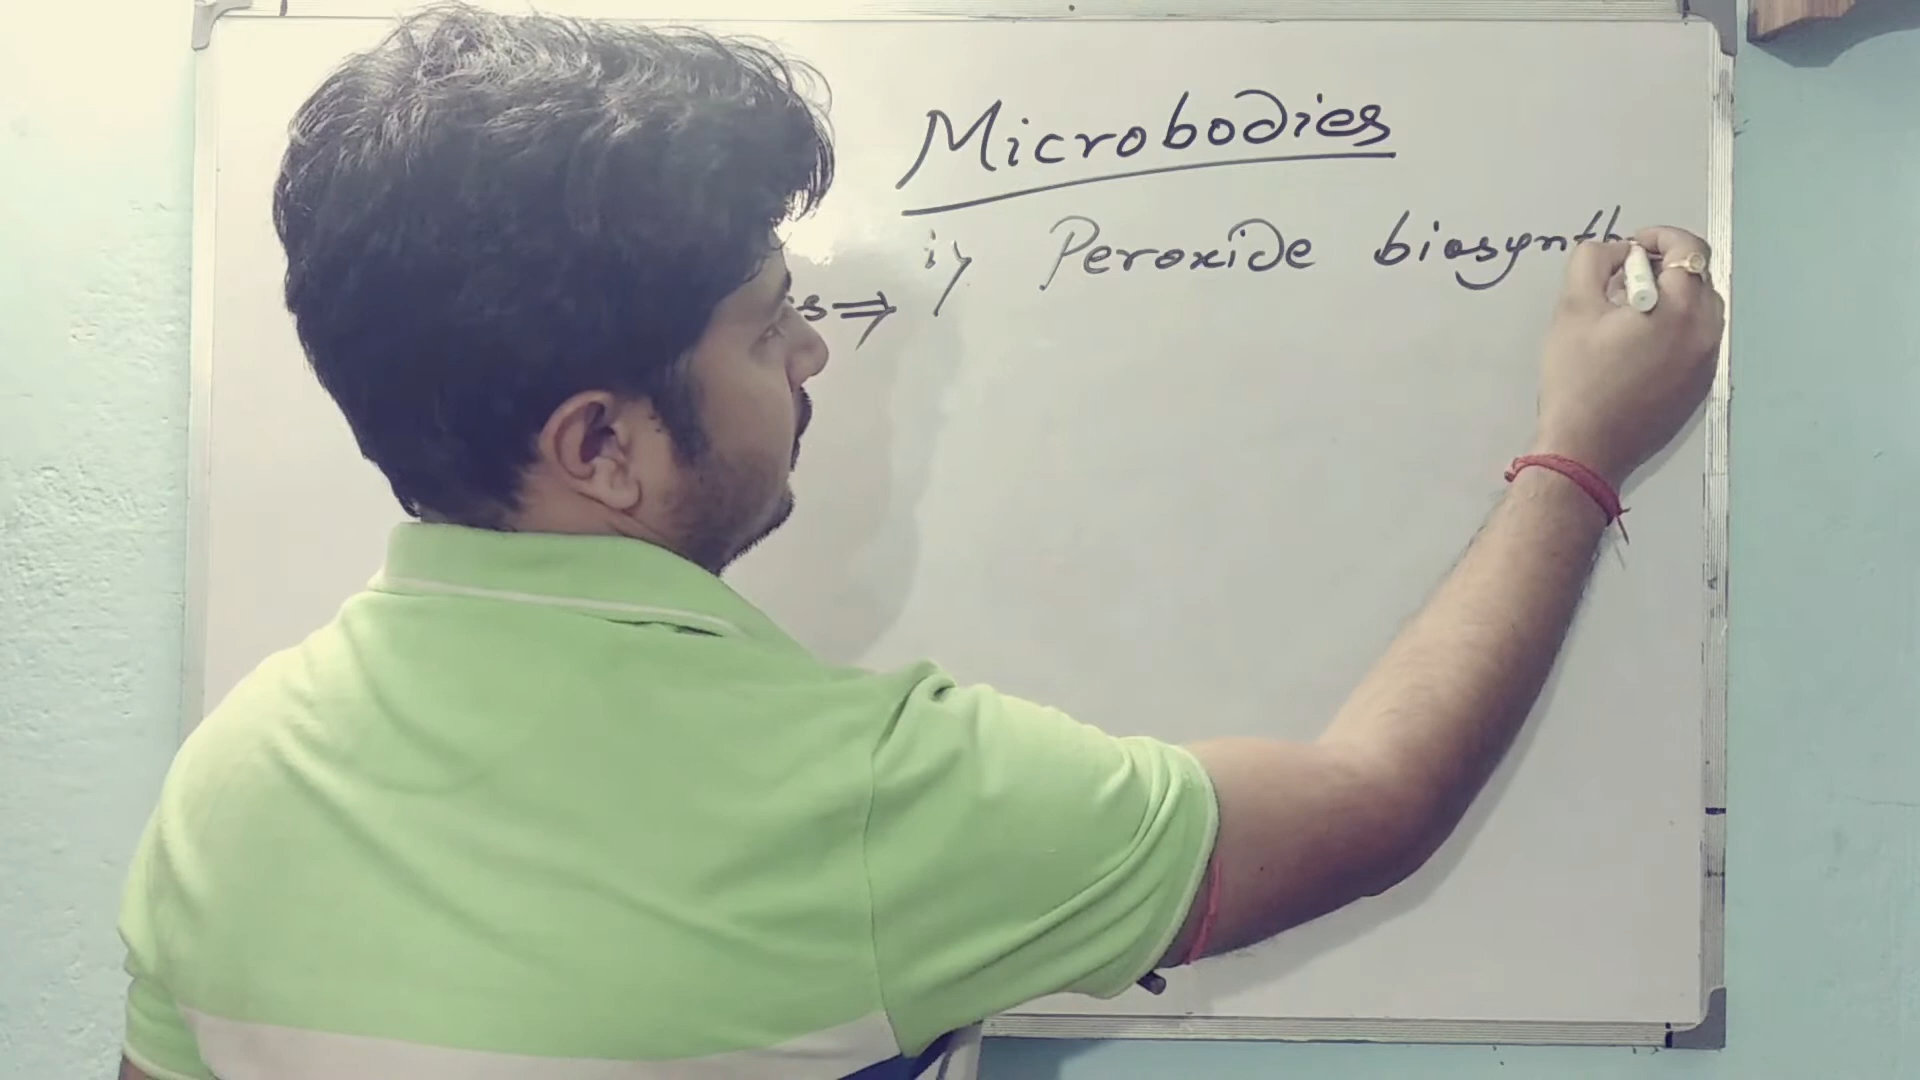 Microbodies
i) Peroxide biosynth
s⇒